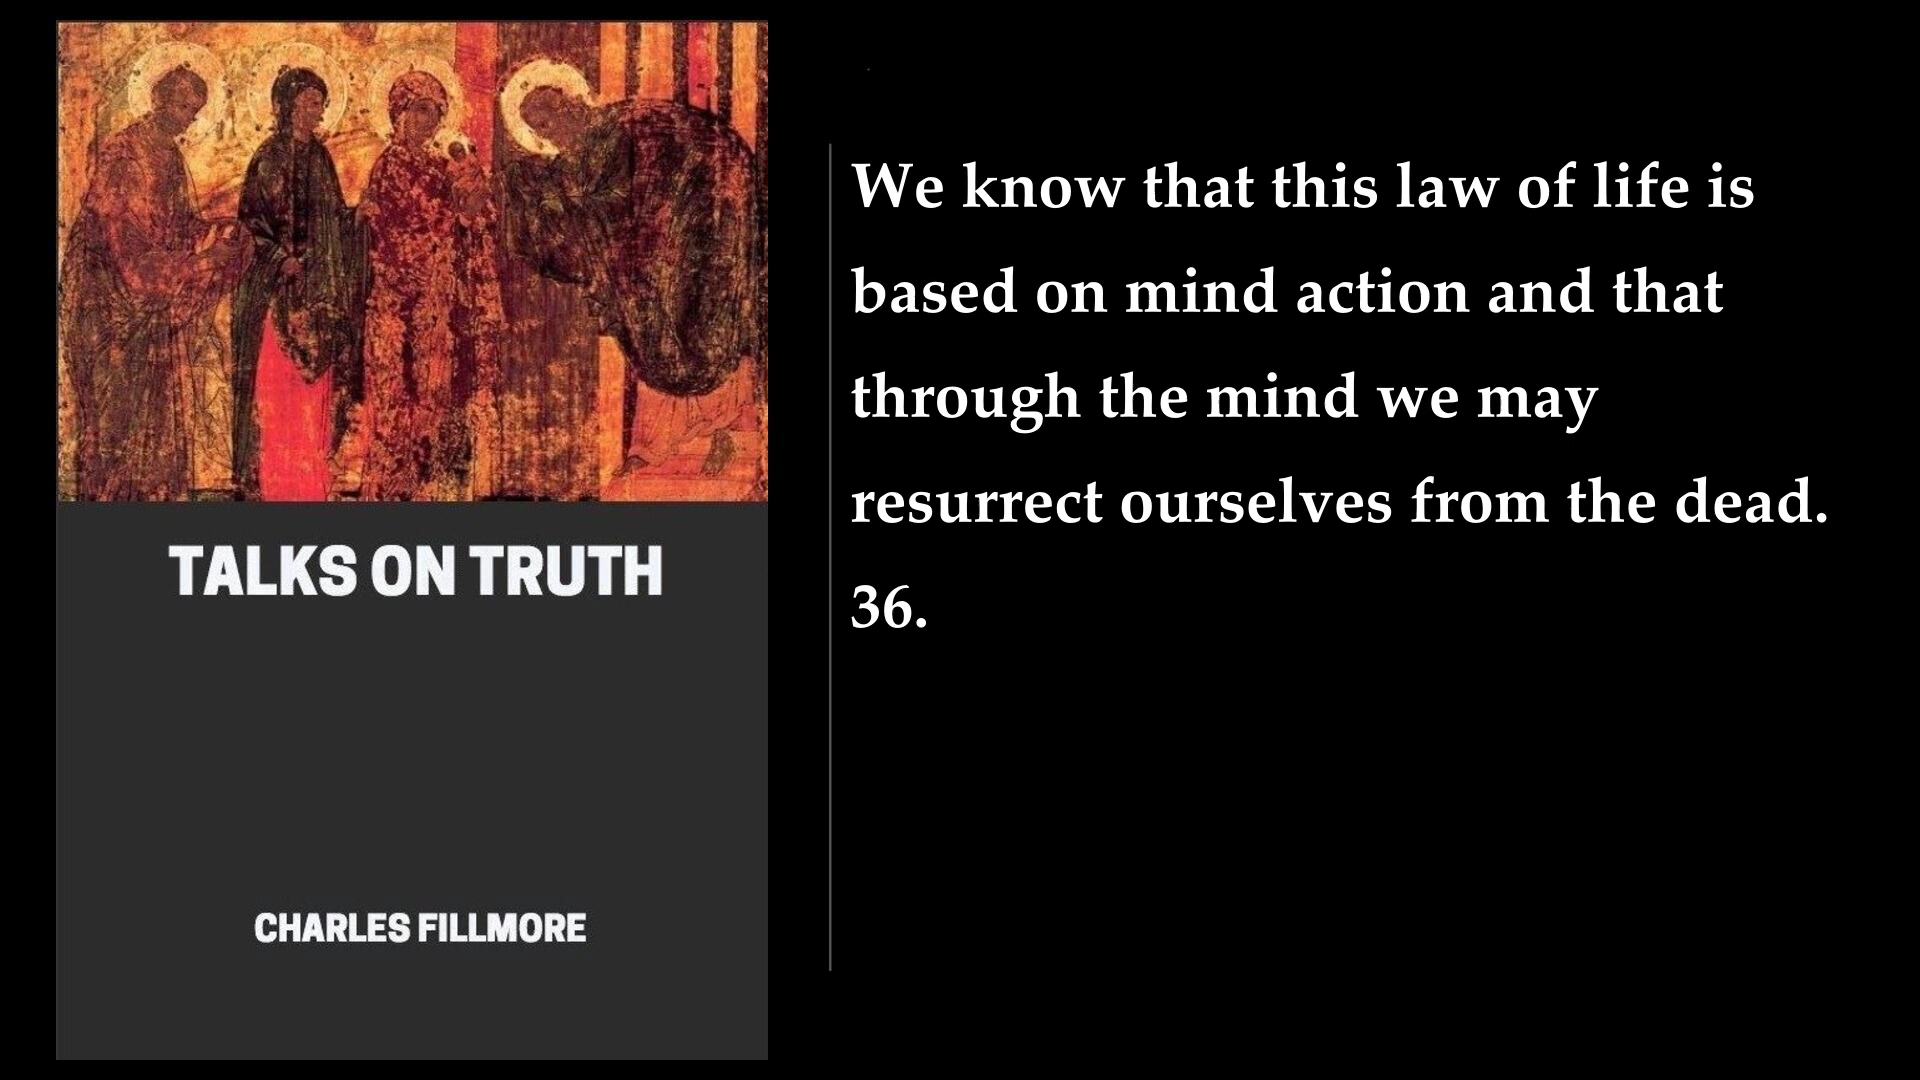 TALKS ON TRUTH
CHARLES FILLMORE
We know that this law of life is
based on mind action and that
through the mind we may
resurrect ourselves from the dead.
36.